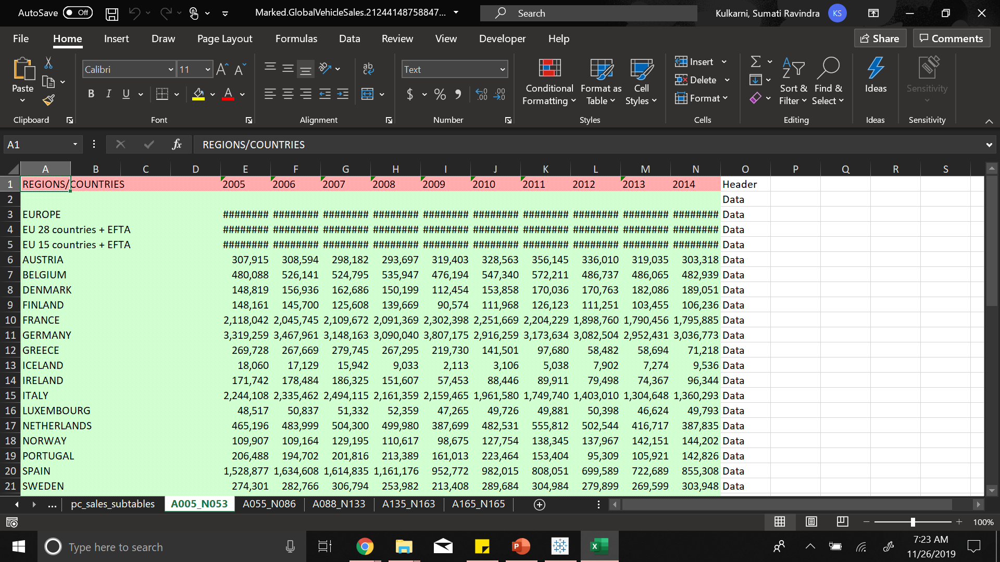 AutoSave Off Marked.GlobalVehicleSales.21244148758847... Search Kulkarni, Sumati Ravindra KS
File Home Insert Draw Page Layout Formulas Data Review View Developer Help Share Comments
Calibri 11 ab Text Insert Σ
Paste Conditional Formatting Format as Table Cell Styles Delete Sort & Filter Find & Select Ideas Sensitivity
B I U A $ % Format
Clipboard Font Alignment Number Styles Cells Editing Ideas Sensitivity
A1 fx REGIONS/COUNTRIES
A B C D E F G H I J K L M N O P Q R S
1 REGIONS/COUNTRIES 2005 2006 2007 2008 2009 2010 2011 2012 2013 2014 Header
2 Data
3 EUROPE ######## ######## ######## ######## ######## ######## ######## ######## ######## ######## Data
4 EU 28 countries + EFTA ######## ######## ######## ######## ######## ######## ######## ######## ######## ######## Data
5 EU 15 countries + EFTA ######## ######## ######## ######## ######## ######## ######## ######## ######## ######## Data
6 AUSTRIA 307,915 308,594 298,182 293,697 319,403 328,563 356,145 336,010 319,035 303,318 Data
7 BELGIUM 480,088 526,141 524,795 535,947 476,194 547,340 572,211 486,737 486,065 482,939 Data
8 DENMARK 148,819 156,936 162,686 150,199 112,454 153,858 170,036 170,763 182,086 189,051 Data
9 FINLAND 148,161 145,700 125,608 139,669 90,574 111,968 126,123 111,251 103,455 106,236 Data
10 FRANCE 2,118,042 2,045,745 2,109,672 2,091,369 2,302,398 2,251,669 2,204,229 1,898,760 1,790,456 1,795,885 Data
11 GERMANY 3,319,259 3,467,961 3,148,163 3,090,040 3,807,175 2,916,259 3,173,634 3,082,504 2,952,431 3,036,773 Data
12 GREECE 269,728 267,669 279,745 267,295 219,730 141,501 97,680 58,482 58,694 71,218 Data
13 ICELAND 18,060 17,129 15,942 9,033 2,113 3,106 5,038 7,902 7,274 9,536 Data
14 IRELAND 171,742 178,484 186,325 151,607 57,453 88,446 89,911 79,498 74,367 96,344 Data
15 ITALY 2,244,108 2,335,462 2,494,115 2,161,359 2,159,465 1,961,580 1,749,740 1,403,010 1,304,648 1,360,293 Data
16 LUXEMBOURG 48,517 50,837 51,332 52,359 47,265 49,726 49,881 50,398 46,624 49,793 Data
17 NETHERLANDS 465,196 483,999 504,300 499,980 387,699 482,531 555,812 502,544 416,717 387,835 Data
18 NORWAY 109,907 109,164 129,195 110,617 98,675 127,754 138,345 137,967 142,151 144,202 Data
19 PORTUGAL 206,488 194,702 201,816 213,389 161,013 223,464 153,404 95,309 105,921 142,826 Data
20 SPAIN 1,528,877 1,634,608 1,614,835 1,161,176 952,772 982,015 808,051 699,589 722,689 855,308 Data
21 SWEDEN 274,301 282,766 306,794 253,982 213,408 289,684 304,984 279,899 269,599 303,948 Data
... pc_sales_subtables A005_N053 A055_N086 A088_N133 A135_N163 A165_N165
100%
Type here to search 7:23 AM
11/26/2019